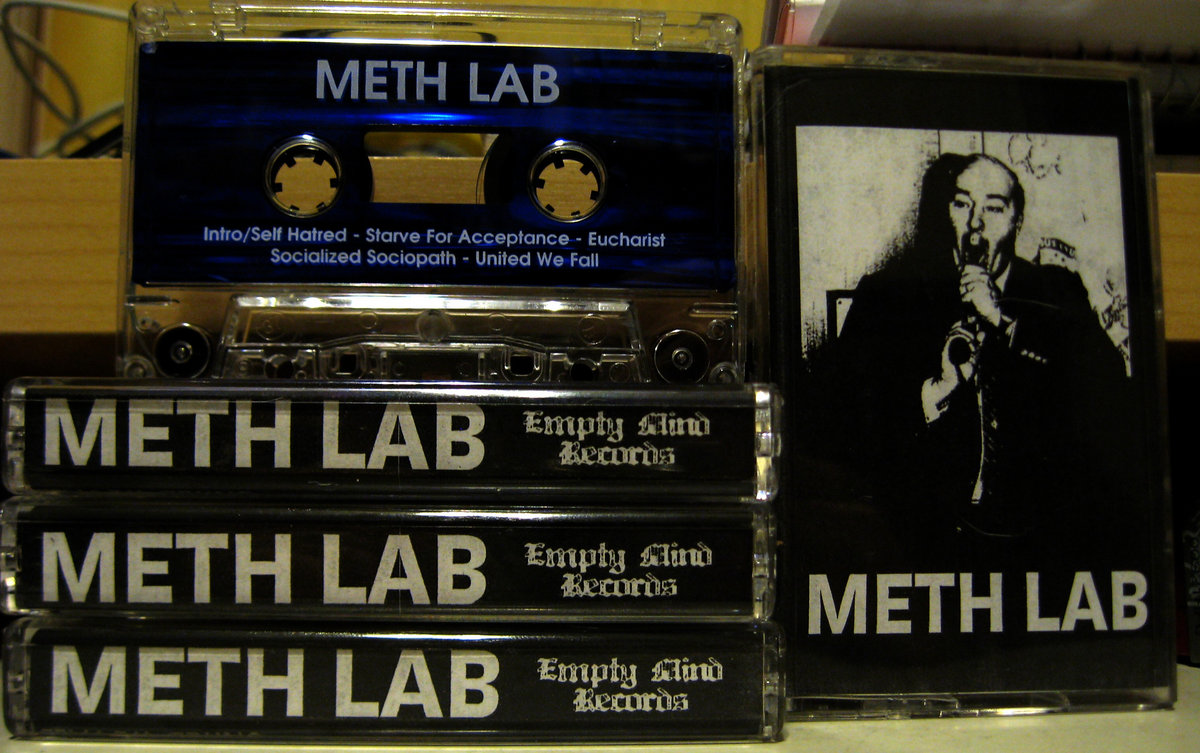 METH LAB
Intro/Self Hatred - Starve For Acceptance - Eucharist
Socialized Sociopath - United We Fall
METH LAB
Empty Mind
Records
METH LAB
Empty Mind
Records
METH LAB
Empty Mind
Records
METH LAB